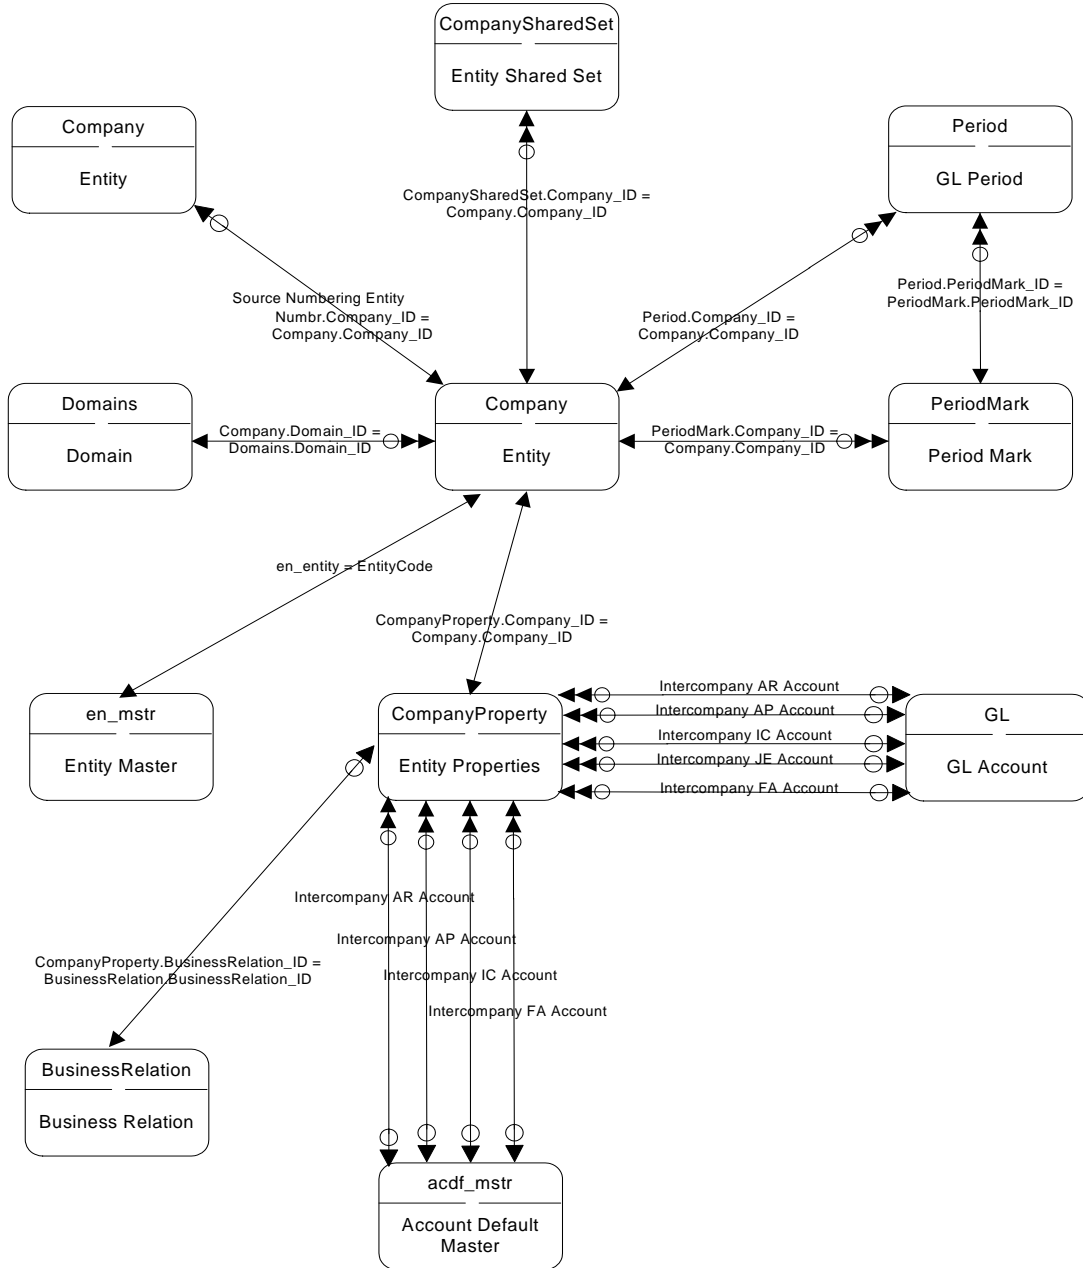 CompanySharedSet
Entity Shared Set
Company
Entity
Period
GL Period
CompanySharedSet.Company_ID =
Company.Company_ID
Period.PeriodMark_ID =
PeriodMark.PeriodMark_ID
Source Numbering Entity
Numbr.Company_ID =
Company.Company_ID
Period.Company_ID =
Company.Company_ID
Domains
Domain
Company.Domain_ID =
Domains.Domain_ID
Company
Entity
PeriodMark.Company_ID =
Company.Company_ID
PeriodMark
Period Mark
en_entity = EntityCode
CompanyProperty.Company_ID =
Company.Company_ID
en_mstr
Entity Master
CompanyProperty
Entity Properties
Intercompany AR Account
Intercompany AP Account
Intercompany IC Account
Intercompany JE Account
Intercompany FA Account
GL
GL Account
Intercompany AR Account
Intercompany AP Account
Intercompany IC Account
Intercompany FA Account
CompanyProperty.BusinessRelation_ID =
BusinessRelation.BusinessRelation_ID
BusinessRelation
Business Relation
acdf_mstr
Account Default
Master